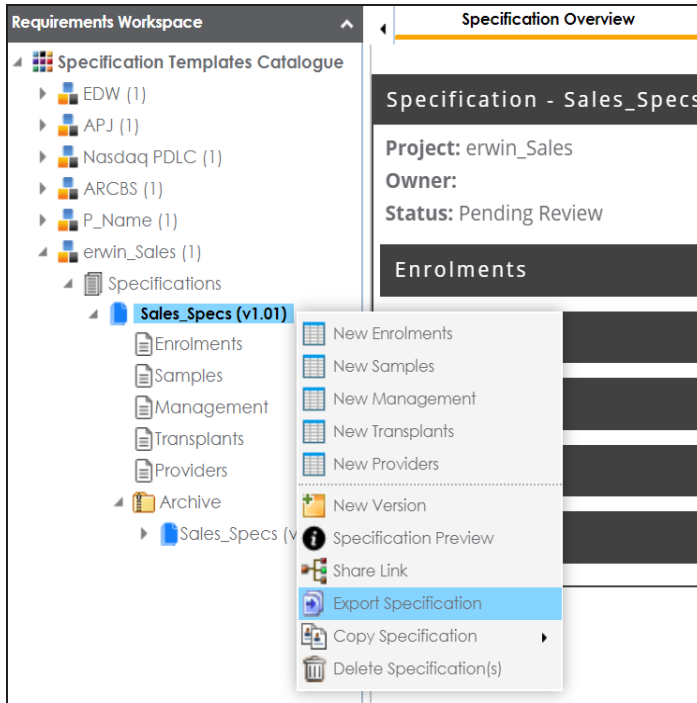 Requirements Workspace
Specification Templates Catalogue
EDW (1)
APJ (1)
Nasdaq PDLC (1)
ARCBS (1)
P_Name (1)
erwin_Sales (1)
Specifications
Sales_Specs (v1.01)
Enrolments
Samples
Management
Transplants
Providers
Archive
Sales_Specs (v
New Enrolments
New Samples
New Management
New Transplants
New Providers
New Version
Specification Preview
Share Link
Export Specification
Copy Specification
Delete Specification(s)
Specification Overview
Specification - Sales_Specs
Project: erwin_Sales
Owner:
Status: Pending Review
Enrolments